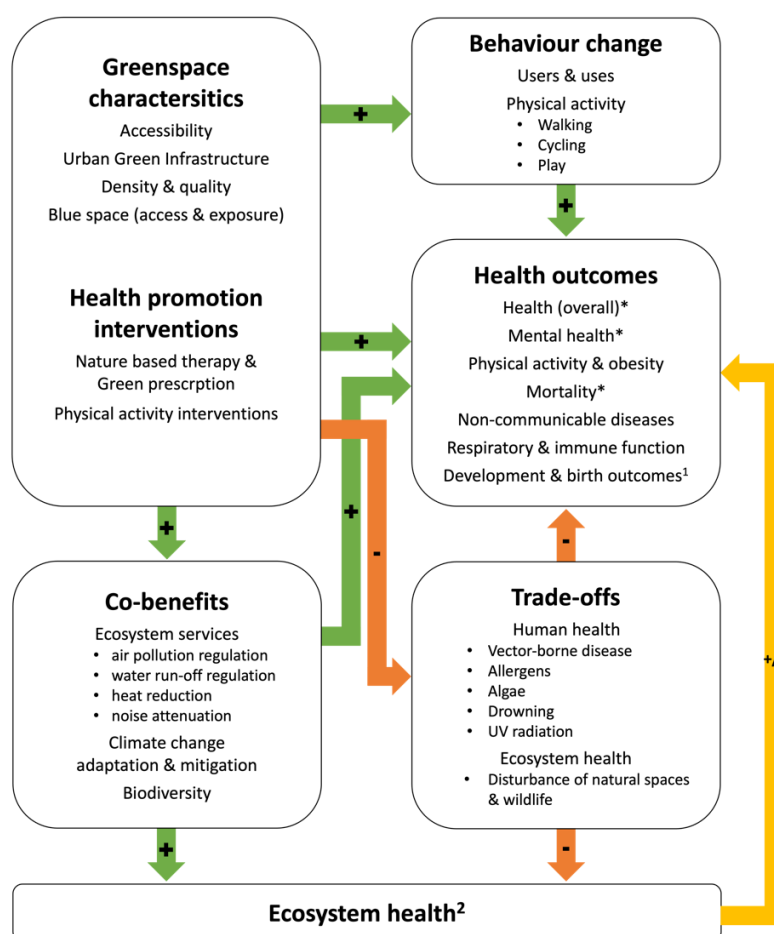 Greenspace
charactersitics
Accessibility
Urban Green Infrastructure
Density & quality
Blue space (access & exposure)
Health promotion
interventions
Nature based therapy &
Green prescrption
Physical activity interventions
+
Behaviour change
Users & uses
Physical activity
• Walking
• Cycling
• Play
+
+
Health outcomes
Health (overall)*
Mental health*
Physical activity & obesity
Mortality*
Non-communicable diseases
Respiratory & immune function
Development & birth outcomes¹
+
+
-
-
Co-benefits
Ecosystem services
• air pollution regulation
• water run-off regulation
• heat reduction
• noise attenuation
Climate change
adaptation & mitigation
Biodiversity
Trade-offs
Human health
• Vector-borne disease
• Allergens
• Algae
• Drowning
• UV radiation
Ecosystem health
• Disturbance of natural spaces
& wildlife
+
-
Ecosystem health²